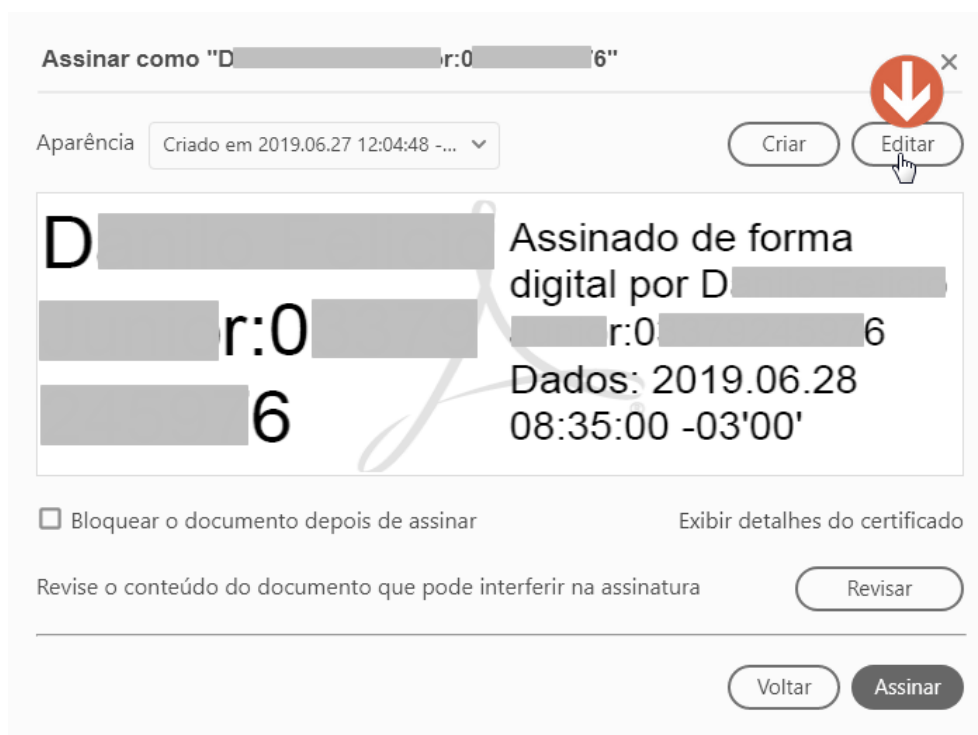 Assinar como "D r:0 6"
Aparência Criado em 2019.06.27 12:04:48 -... Criar Editar
D
r:0
6
Assinado de forma
digital por D
r:0 6
Dados: 2019.06.28
08:35:00 -03'00'
Bloquear o documento depois de assinar Exibir detalhes do certificado
Revise o conteúdo do documento que pode interferir na assinatura Revisar
Voltar Assinar